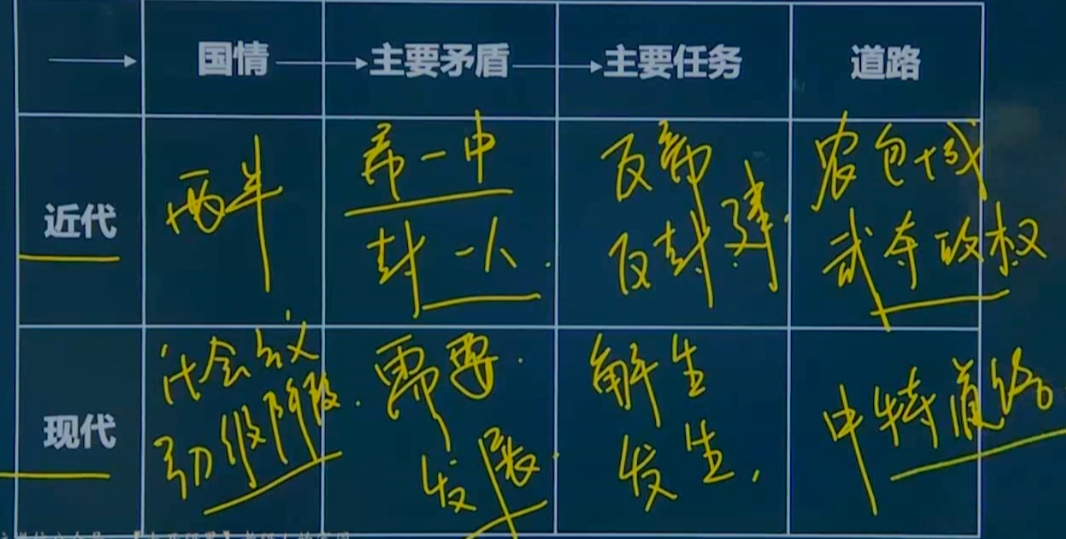 国情 主要矛盾 主要任务 道路
近代
两半
帝一中
封一人.
反帝
反封建.
农包城
武夺政权
现代
社会主义
初级阶段.
需要.
发展.
解生
发生.
中特道路